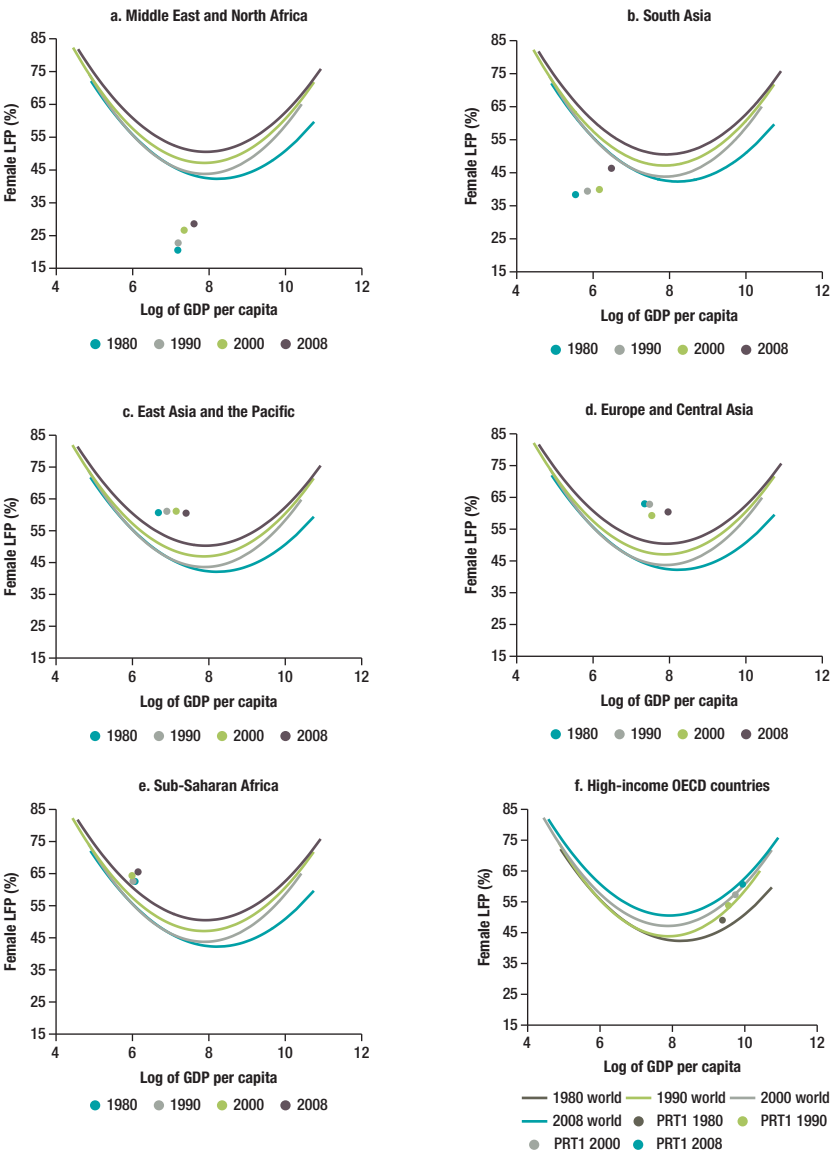 a. Middle East and North Africa
85
75
65
55
45
35
25
15
Female LFP (%)
4 6 8 10 12
Log of GDP per capita
1980 1990 2000 2008
b. South Asia
85
75
65
55
45
35
25
15
Female LFP (%)
4 6 8 10 12
Log of GDP per capita
1980 1990 2000 2008
c. East Asia and the Pacific
85
75
65
55
45
35
25
15
Female LFP (%)
4 6 8 10 12
Log of GDP per capita
1980 1990 2000 2008
d. Europe and Central Asia
85
75
65
55
45
35
25
15
Female LFP (%)
4 6 8 10 12
Log of GDP per capita
1980 1990 2000 2008
e. Sub-Saharan Africa
85
75
65
55
45
35
25
15
Female LFP (%)
4 6 8 10 12
Log of GDP per capita
1980 1990 2000 2008
f. High-income OECD countries
85
75
65
55
45
35
25
15
Female LFP (%)
4 6 8 10 12
Log of GDP per capita
1980 world 1990 world 2000 world
2008 world PRT1 1980 PRT1 1990
PRT1 2000 PRT1 2008